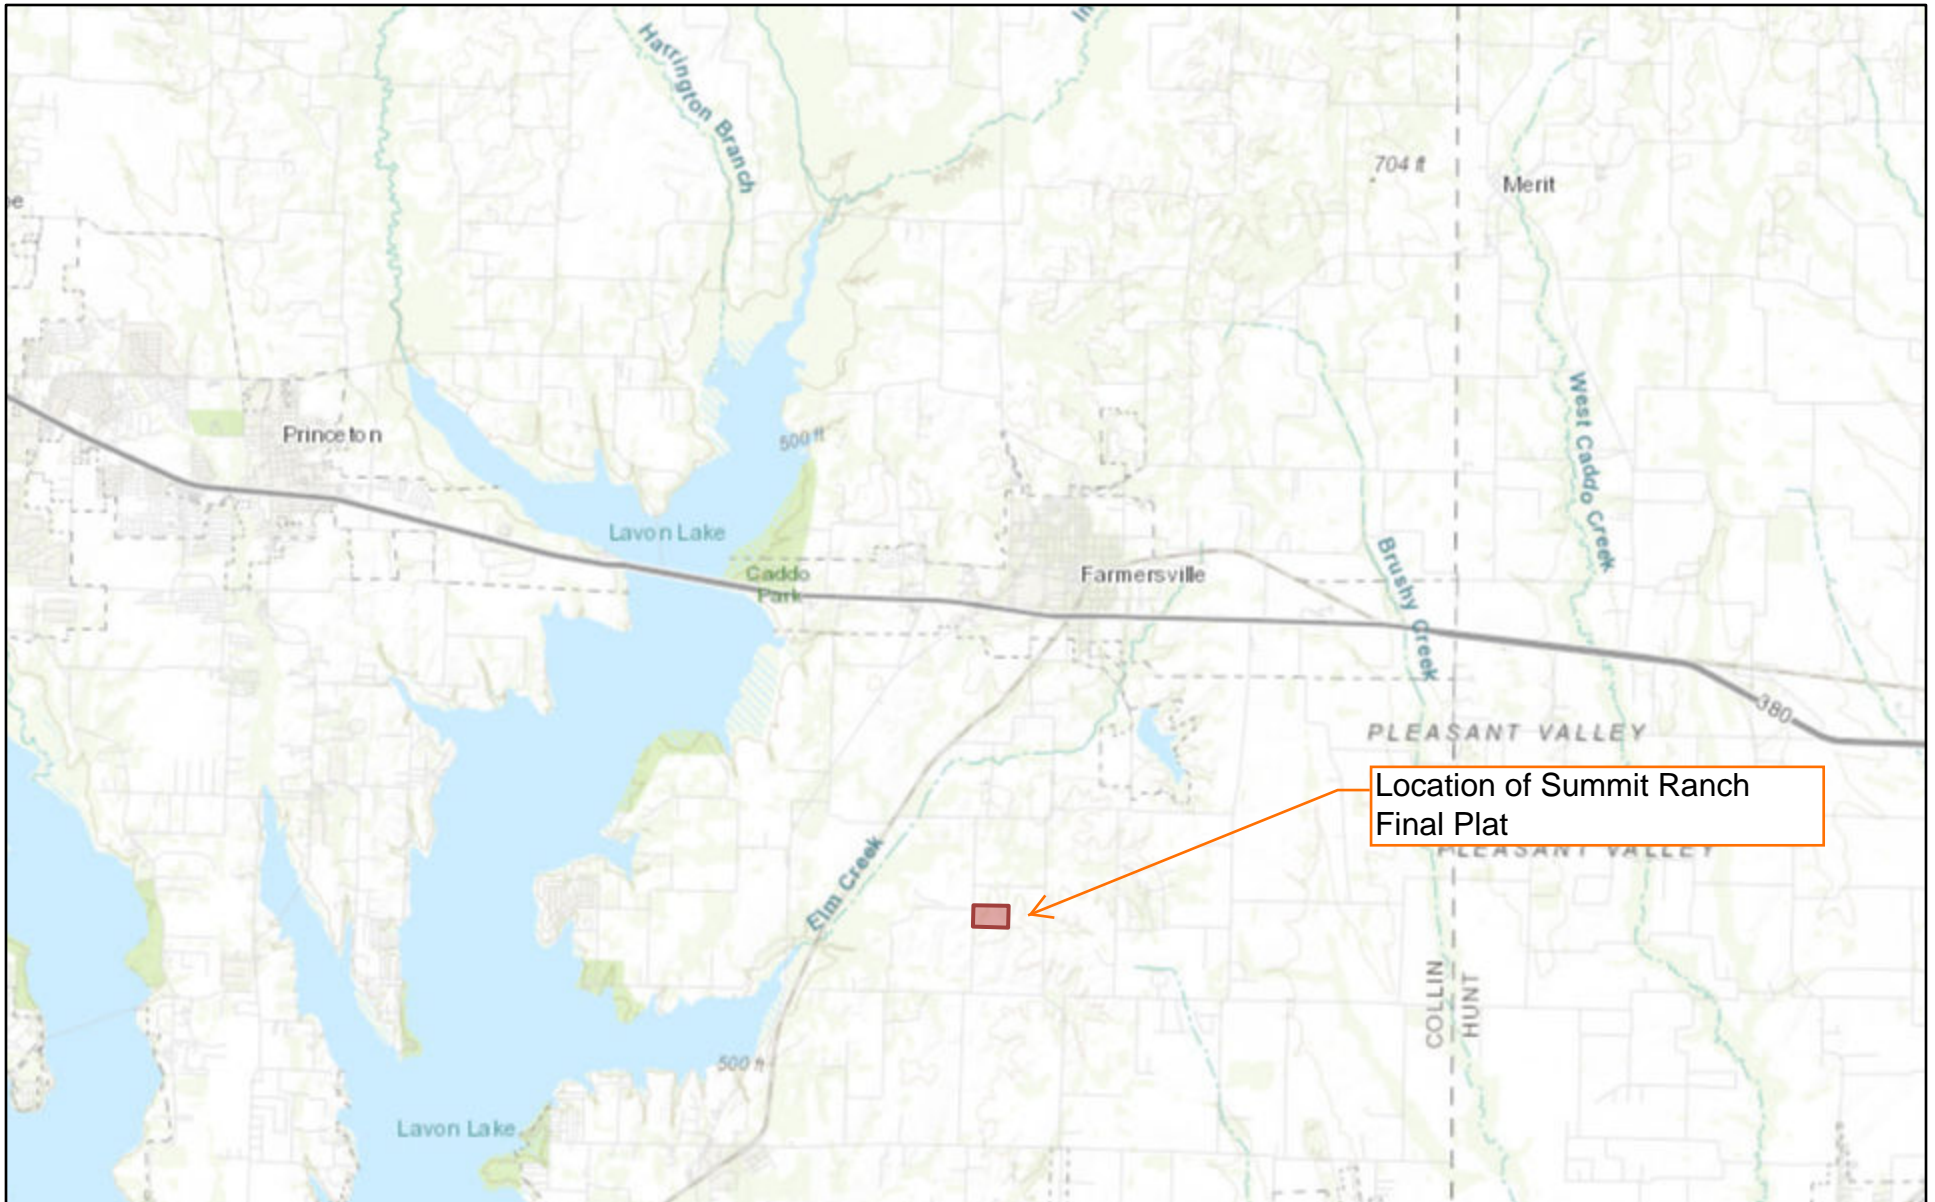 Harrington Branch
In
704 ft
Merit
e
West Caddo Creek
Princeton
500 ft
Lavon Lake
Caddo
Park
Farmersville
Brushy Creek
380
PLEASANT VALLEY
Location of Summit Ranch
Final Plat
PLEASANT VALLEY
Elm Creek
COLLIN
HUNT
500 ft
Lavon Lake